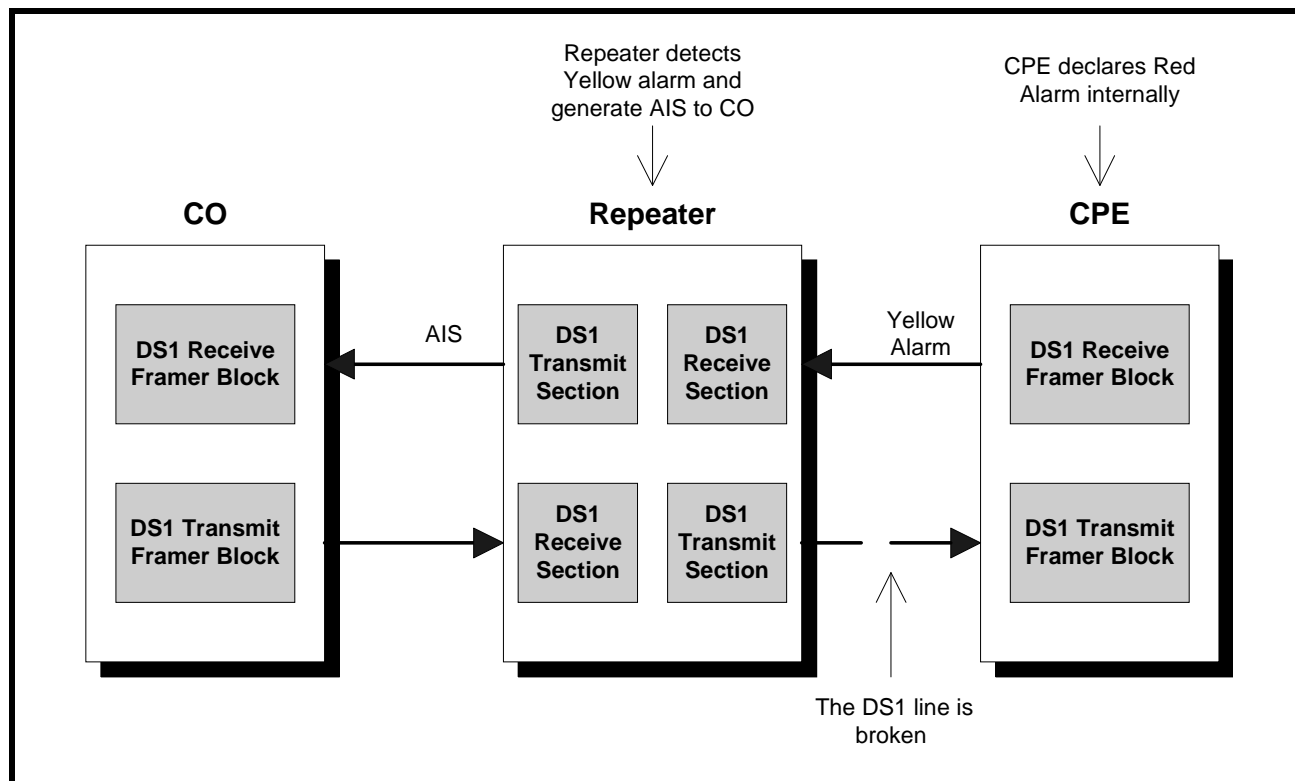 Repeater detects
Yellow alarm and
generate AIS to CO
CPE declares Red
Alarm internally
CO
Repeater
CPE
DS1 Receive
Framer Block
AIS
DS1
Transmit
Section
DS1
Receive
Section
Yellow
Alarm
DS1 Receive
Framer Block
DS1 Transmit
Framer Block
DS1
Receive
Section
DS1
Transmit
Section
DS1 Transmit
Framer Block
The DS1 line is
broken